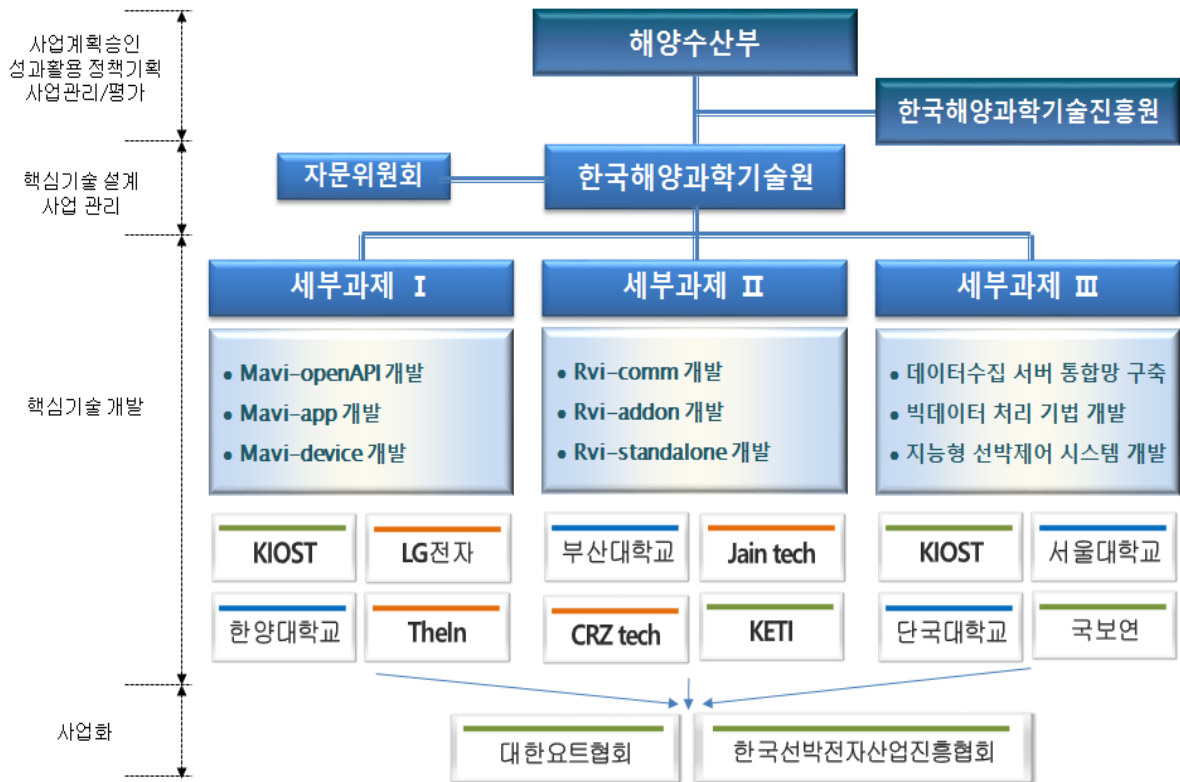 사업계획승인
성과활용 정책기획
사업관리/평가
해양수산부
한국해양과학기술진흥원
핵심기술 설계
사업 관리
자문위원회
한국해양과학기술원
핵심기술 개발
세부과제 Ⅰ
• Mavi-openAPI 개발
• Mavi-app 개발
• Mavi-device 개발
KIOST
LG전자
한양대학교
TheIn
세부과제 Ⅱ
• Rvi-comm 개발
• Rvi-addon 개발
• Rvi-standalone 개발
부산대학교
Jain tech
CRZ tech
KETI
세부과제 Ⅲ
• 데이터수집 서버 통합망 구축
• 빅데이터 처리 기법 개발
• 지능형 선박제어 시스템 개발
KIOST
서울대학교
단국대학교
국보연
사업화
대한요트협회
한국선박전자산업진흥협회